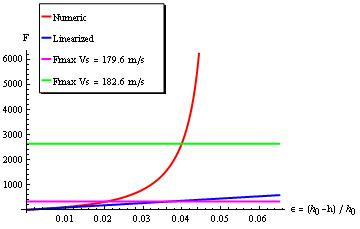 Numeric
Linearized
Fmax Vs = 179.6 m/s
Fmax Vs = 182.6 m/s
F
6000
5000
4000
3000
2000
1000
0.01 0.02 0.03 0.04 0.05 0.06
ϵ = (h0 - h) / h0